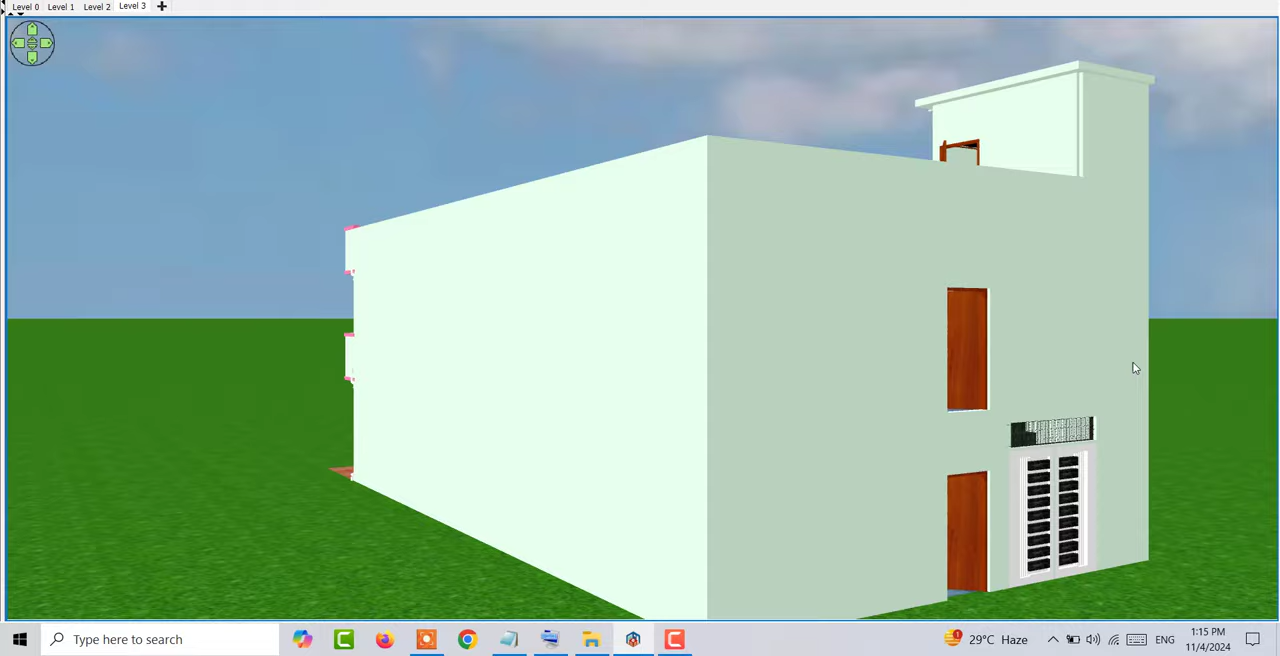 Level 0 Level 1 Level 2 Level 3
Type here to search
1
29°C Haze
ENG
1:15 PM
11/4/2024